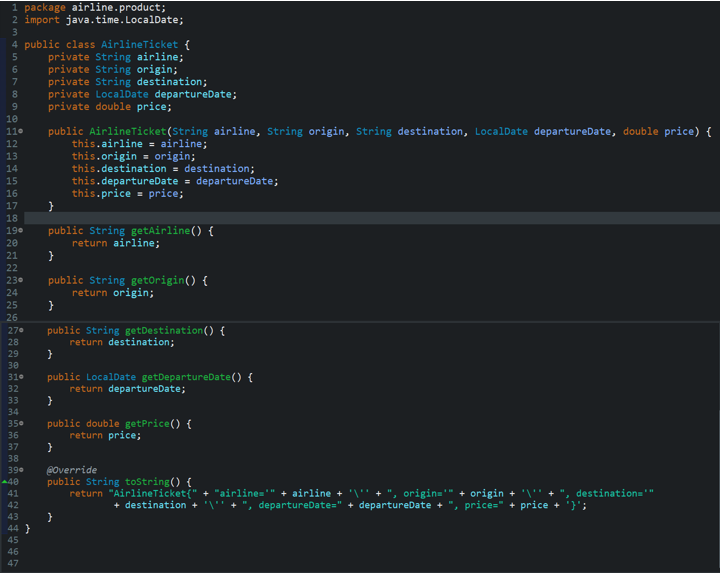 1 package airline.product;
2 import java.time.LocalDate;
3
4 public class AirlineTicket {
5     private String airline;
6     private String origin;
7     private String destination;
8     private LocalDate departureDate;
9     private double price;
10
11     public AirlineTicket(String airline, String origin, String destination, LocalDate departureDate, double price) {
12         this.airline = airline;
13         this.origin = origin;
14         this.destination = destination;
15         this.departureDate = departureDate;
16         this.price = price;
17     }
18
19     public String getAirline() {
20         return airline;
21     }
22
23     public String getOrigin() {
24         return origin;
25     }
26
27     public String getDestination() {
28         return destination;
29     }
30
31     public LocalDate getDepartureDate() {
32         return departureDate;
33     }
34
35     public double getPrice() {
36         return price;
37     }
38
39     @Override
40     public String toString() {
41         return "AirlineTicket{" + "airline='" + airline + '\'' + ", origin='" + origin + '\'' + ", destination='"
42                 + destination + '\'' + ", departureDate=" + departureDate + ", price=" + price + '}';
43     }
44 }
45
46
47